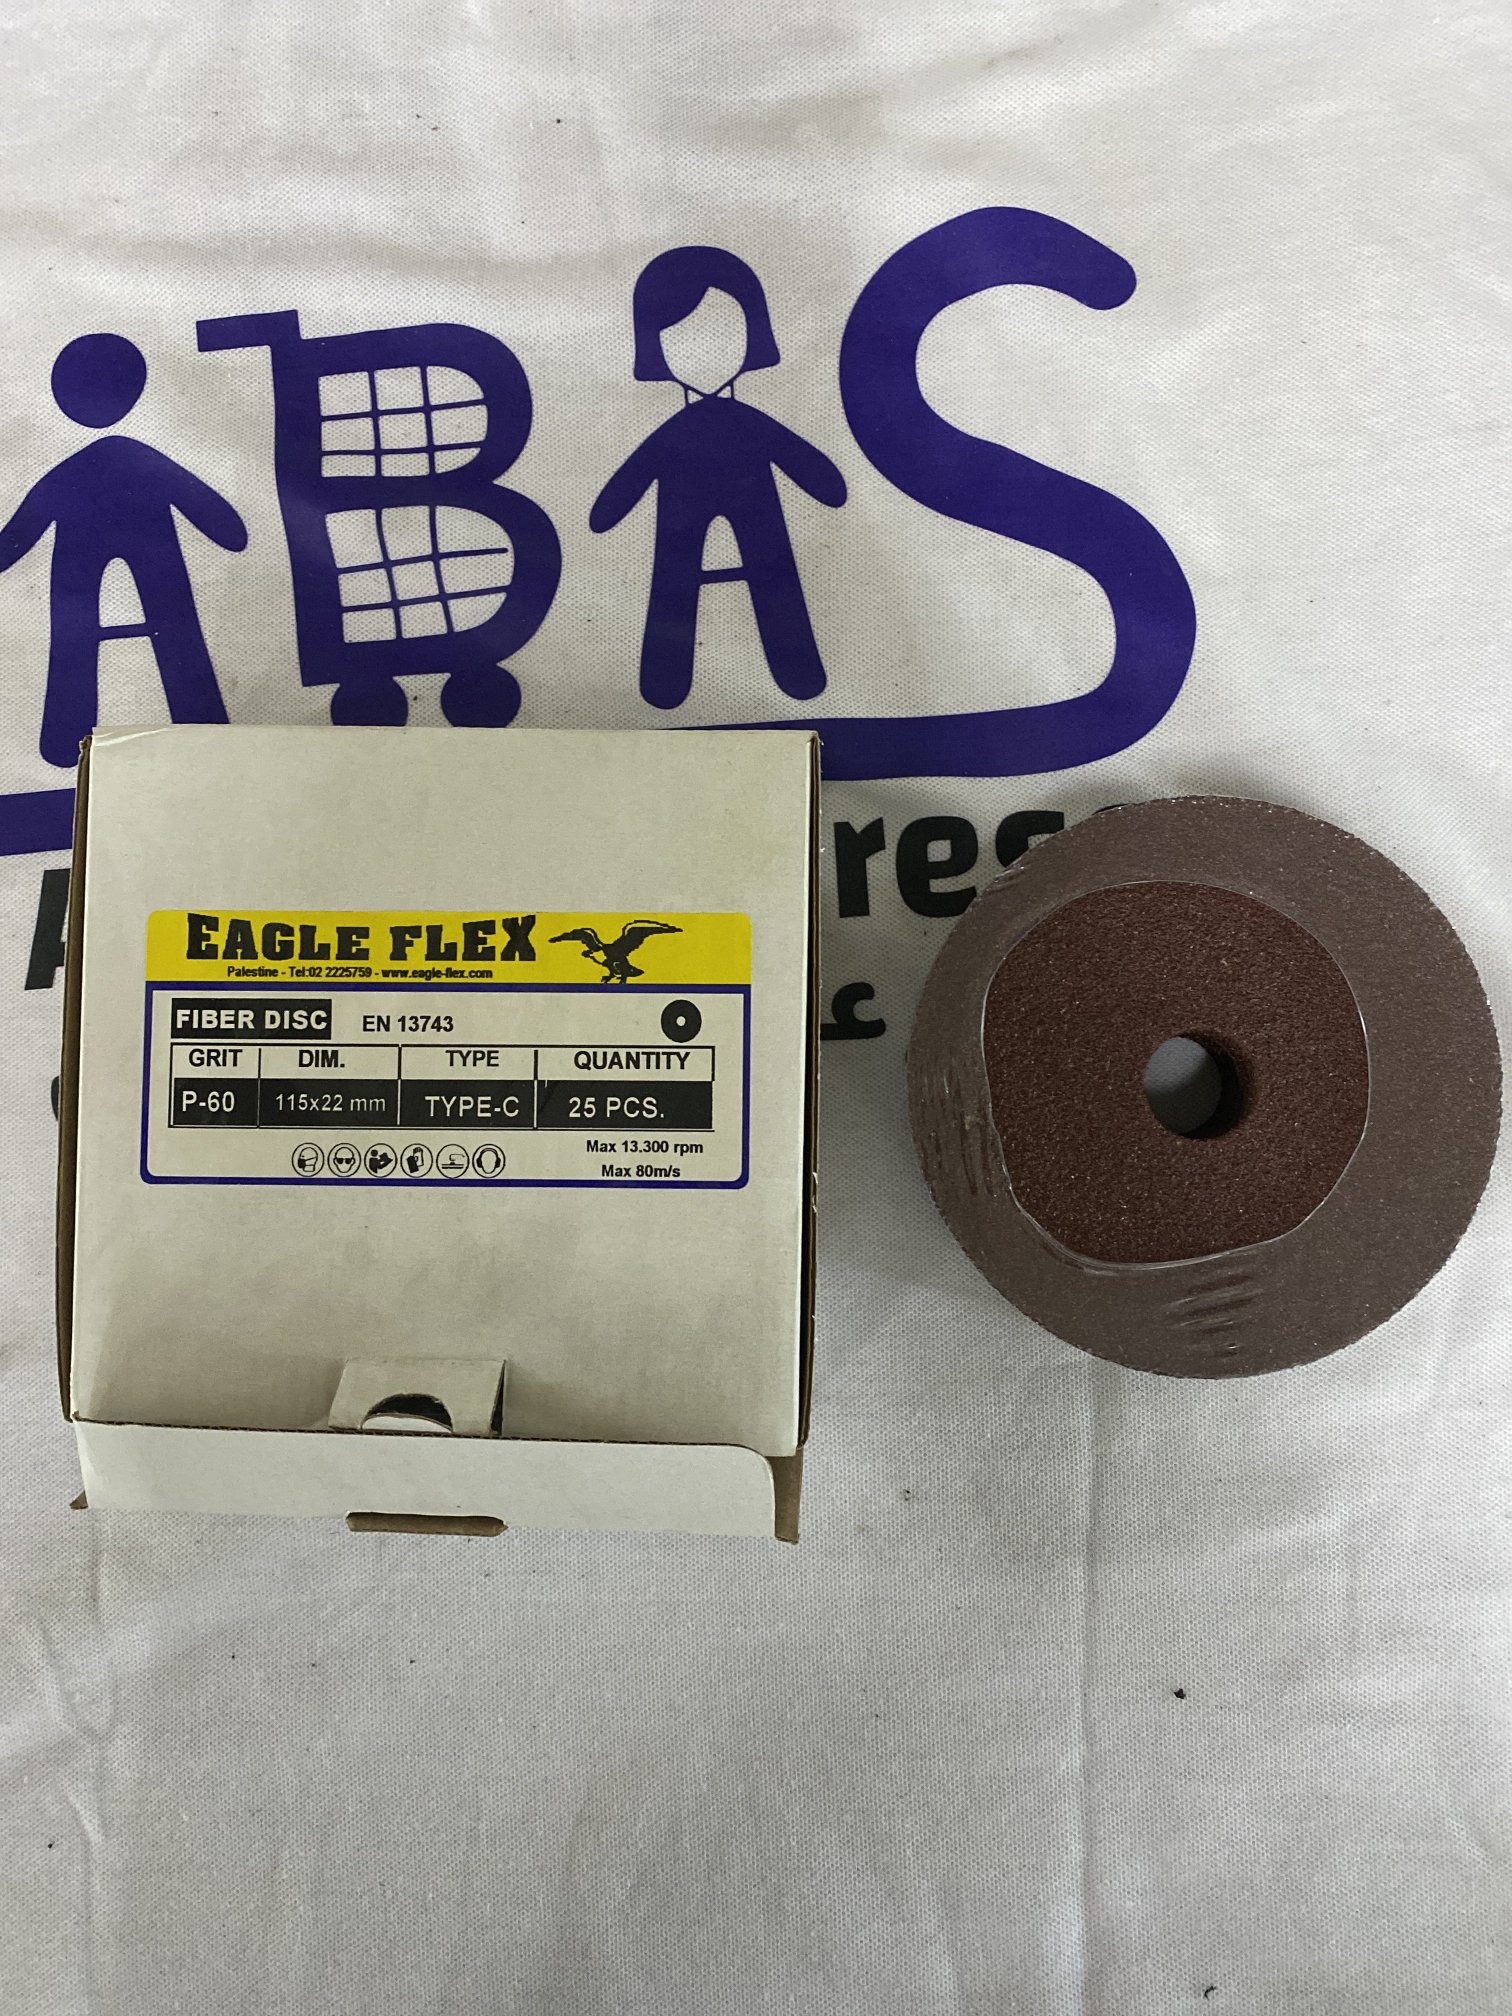 ABAS
res
EAGLE FLEX
Palestine - Tel:02 2225759 - www.eagle-flex.com
FIBER DISC EN 13743
GRIT DIM. TYPE QUANTITY
P-60 115x22 mm TYPE-C 25 PCS.
Max 13.300 rpm
Max 80m/s